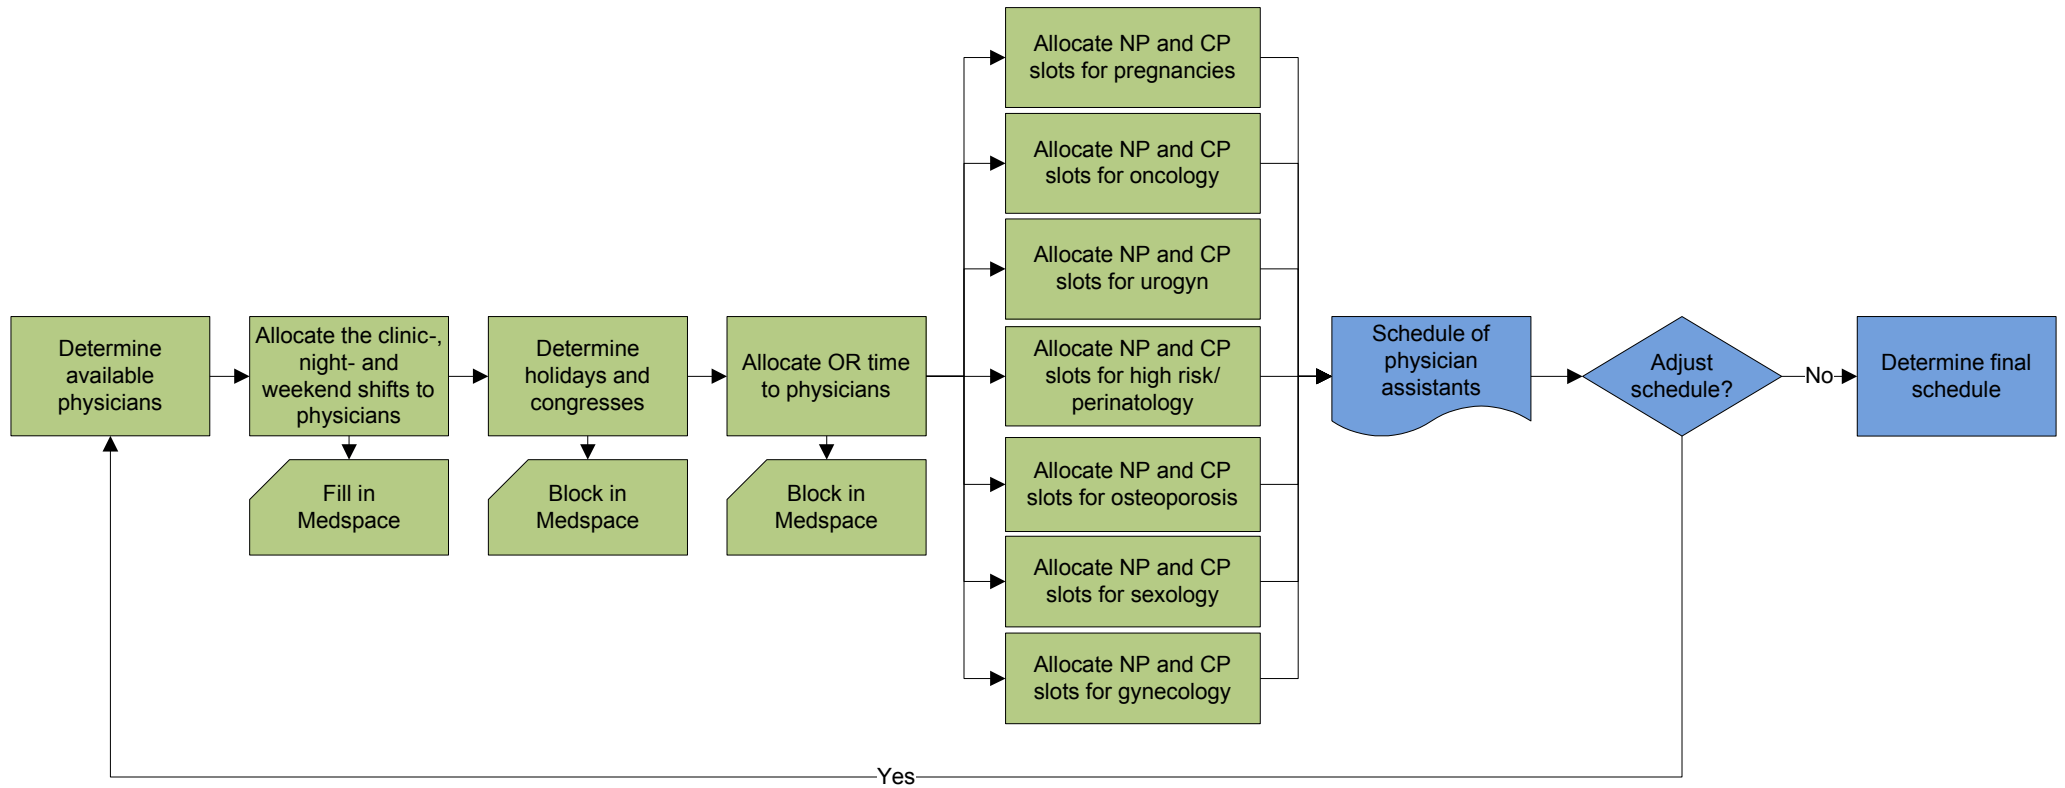 Allocate NP and CP
slots for pregnancies
Allocate NP and CP
slots for oncology
Allocate NP and CP
slots for urogyn
Determine
available
physicians
Allocate the clinic-,
night- and
weekend shifts to
physicians
Determine
holidays and
congresses
Allocate OR time
to physicians
Allocate NP and CP
slots for high risk/
perinatology
Schedule of
physician
assistants
Adjust
schedule?
No
Determine final
schedule
Fill in
Medspace
Block in
Medspace
Block in
Medspace
Allocate NP and CP
slots for osteoporosis
Allocate NP and CP
slots for sexology
Allocate NP and CP
slots for gynecology
Yes